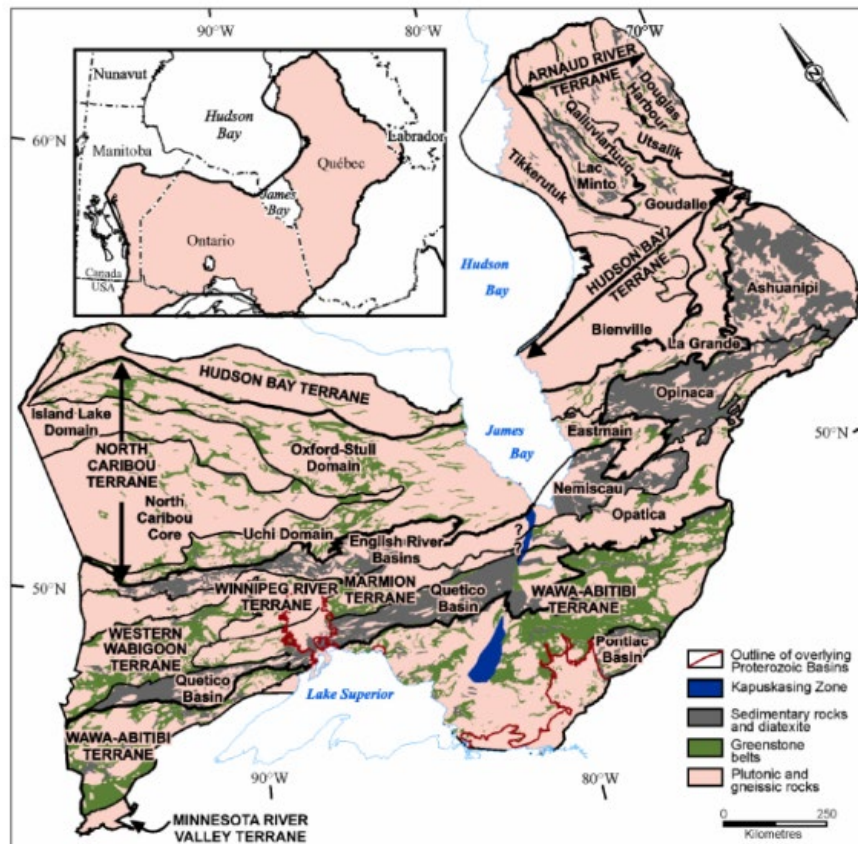 90°W
70°W
60°N
50°N
50°N
90°W
80°W
N
Nunavut
Hudson
Bay
Manitoba
Labrador
Québec
James
Bay
Ontario
Canada
USA
ARNAUD RIVER
TERRANE
Douglas
Harbour
Qalluviartuuq
Utsalik
Tikkerutuk
Lac
Minto
Goudalie
Hudson
Bay
HUDSON BAY
TERRANE
Ashuanipi
Bienville
La Grande
Opinaca
HUDSON BAY TERRANE
Island Lake
Domain
NORTH
CARIBOU
TERRANE
Oxford-Stull
Domain
James
Bay
Eastmain
Nemiscau
Opatica
North
Caribou
Core
Uchi Domain
English River
Basins
?
?
WINNIPEG RIVER
TERRANE
MARMION
TERRANE
Quetico
Basin
WAWA-ABITIBI
TERRANE
WESTERN
WABIGOON
TERRANE
Pontiac
Basin
Quetico
Basin
Lake Superior
WAWA-ABITIBI
TERRANE
MINNESOTA RIVER
VALLEY TERRANE
Outline of overlying
Proterozoic Basins
Kapuskasing Zone
Sedimentary rocks
and diatexite
Greenstone
belts
Plutonic and
gneissic rocks
0 250
Kilometres